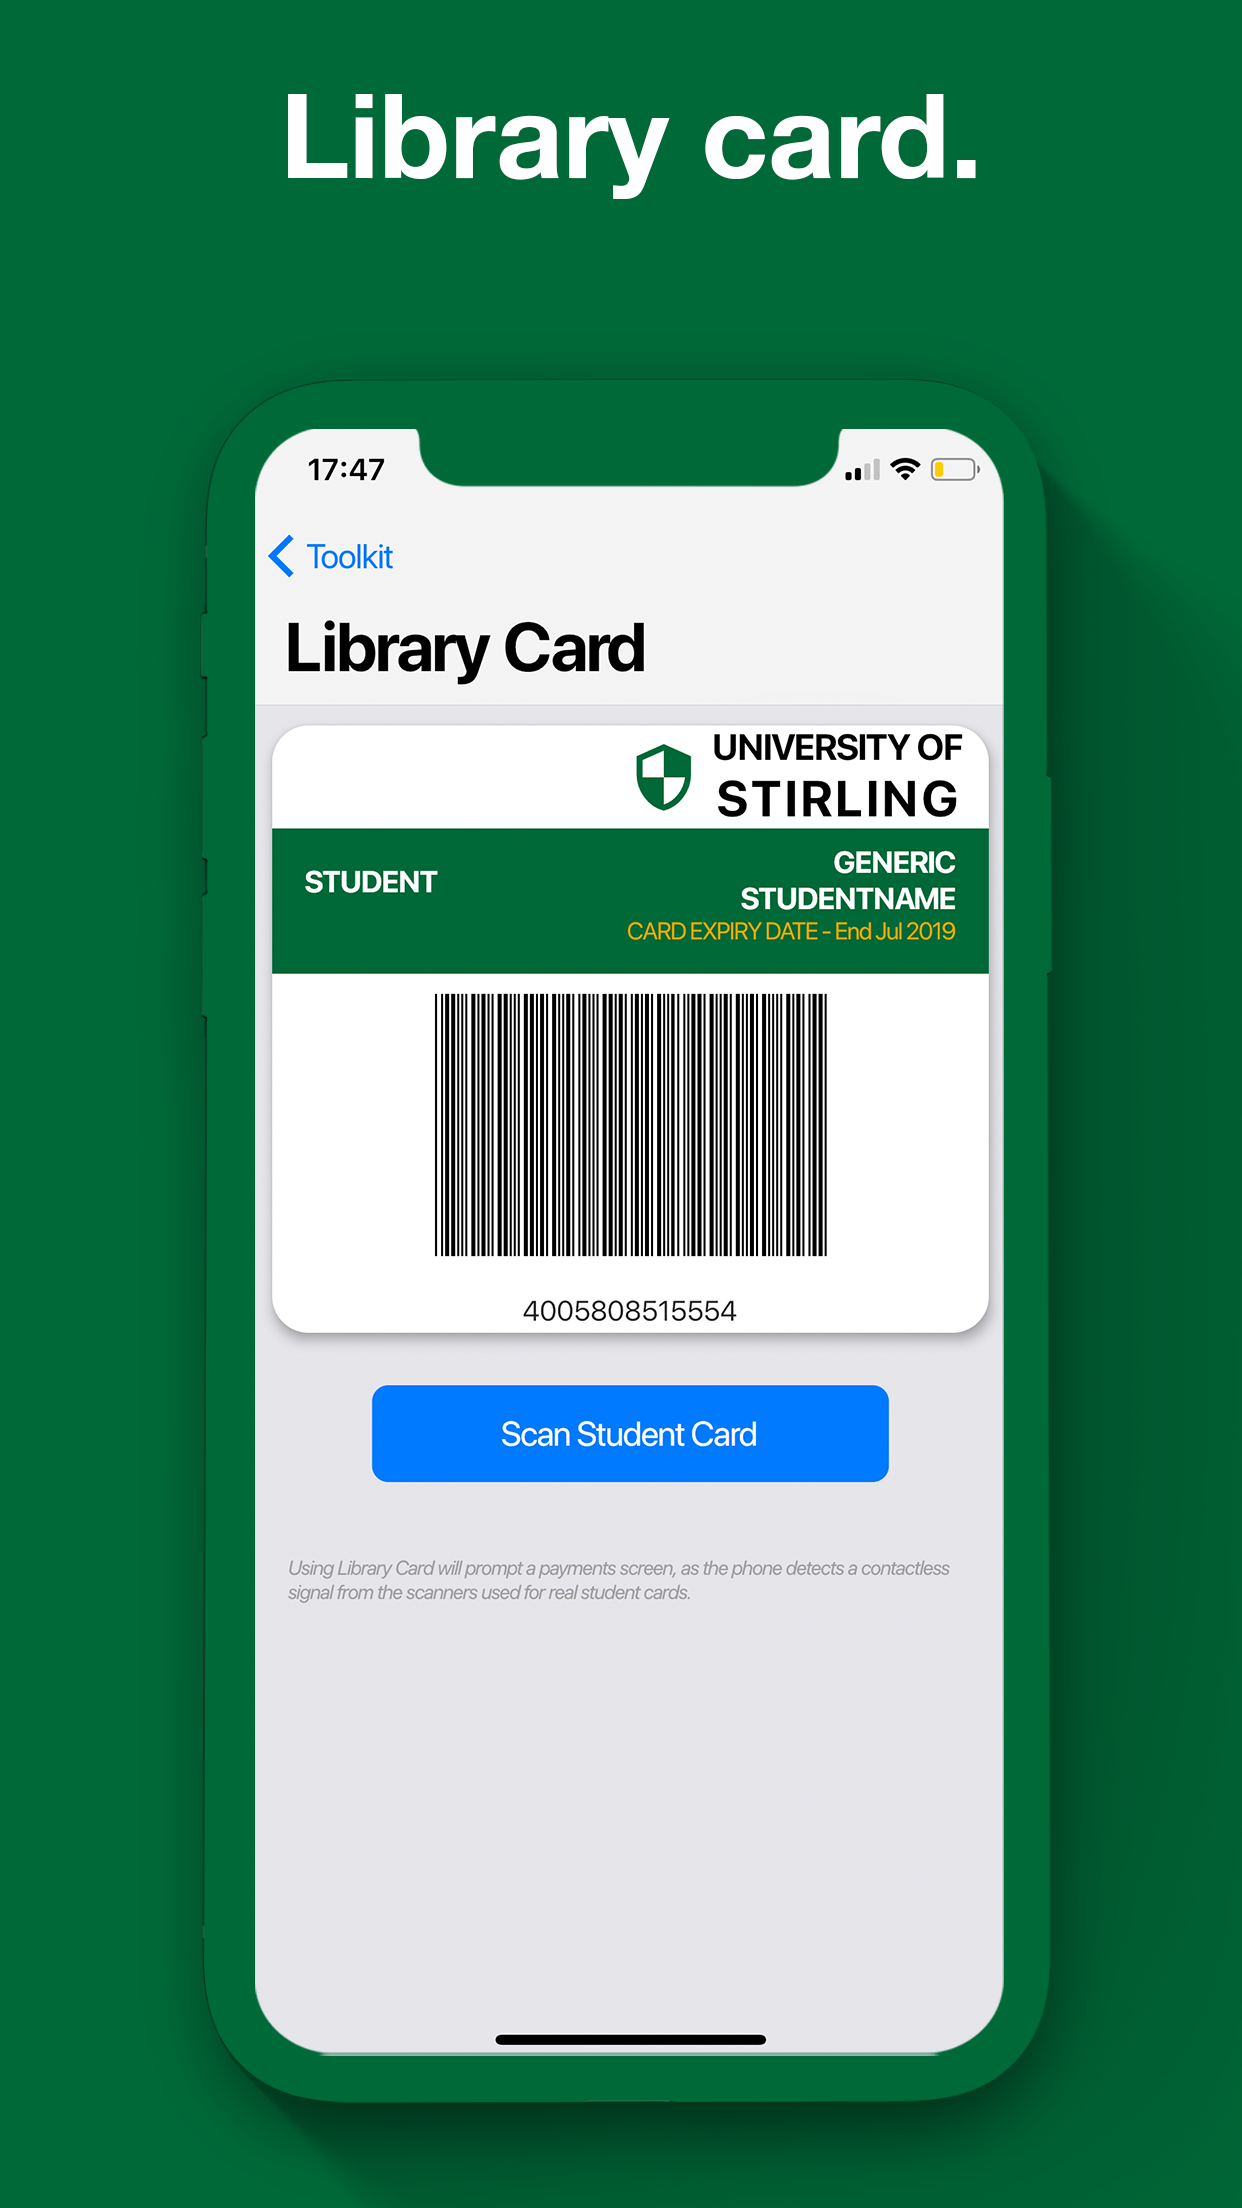 Library card.
17:47
Toolkit
Library Card
UNIVERSITY OF
STIRLING
STUDENT
GENERIC
STUDENTNAME
CARD EXPIRY DATE - End Jul 2019
4005808515554
Scan Student Card
Using Library Card will prompt a payments screen, as the phone detects a contactless
signal from the scanners used for real student cards.